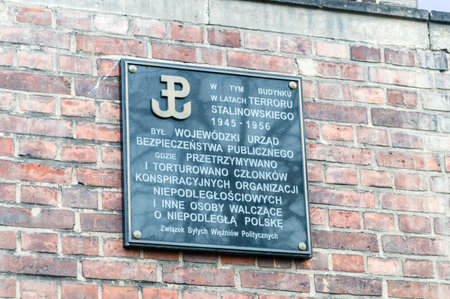 W TYM BUDYNKU
W LATACH TERRORU
STALINOWSKIEGO
1945-1956
BYŁ WOJEWÓDZKI URZĄD
BEZPIECZEŃSTWA PUBLICZNEGO
GDZIE PRZETRZYMYWANO
I TORTUROWANO CZŁONKÓW
KONSPIRACYJNYCH ORGANIZACJI
NIEPODLEGŁOŚCIOWYCH
I INNE OSOBY WALCZĄCE
O NIEPODLEGŁĄ POLSKĘ
Związek Byłych Więźniów Politycznych